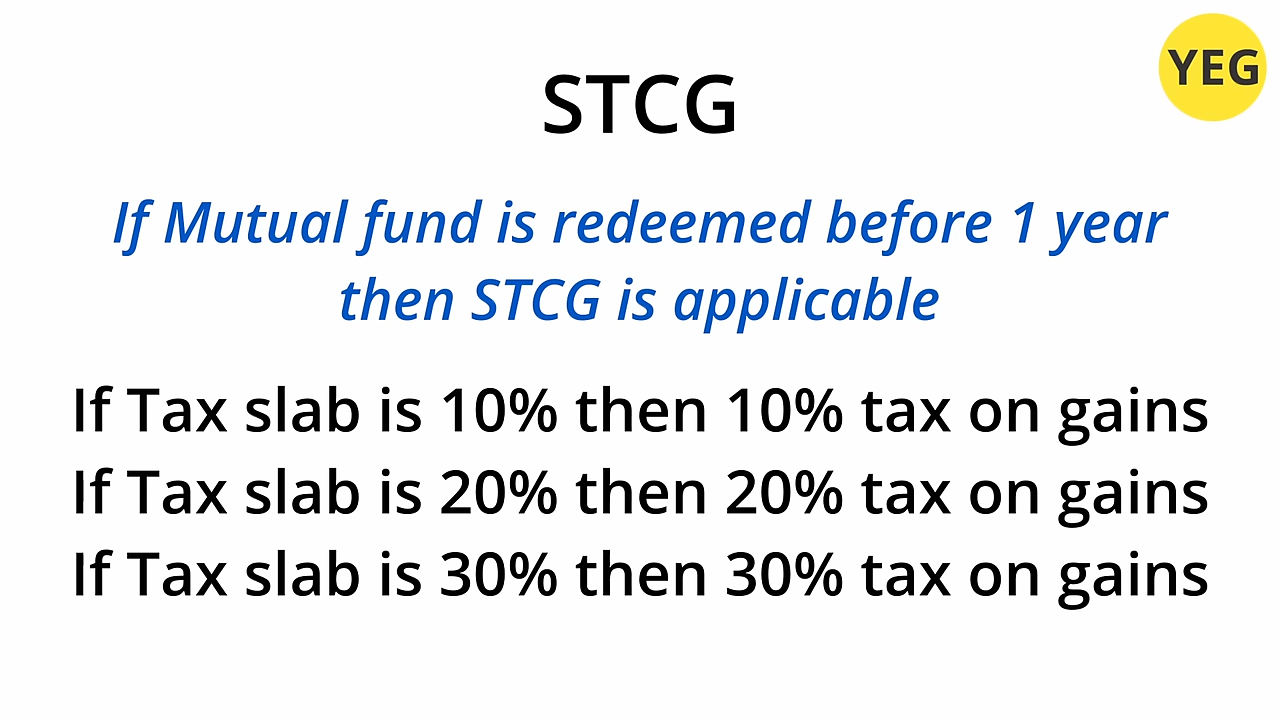 YEG
STCG
If Mutual fund is redeemed before 1 year
then STCG is applicable
If Tax slab is 10% then 10% tax on gains
If Tax slab is 20% then 20% tax on gains
If Tax slab is 30% then 30% tax on gains